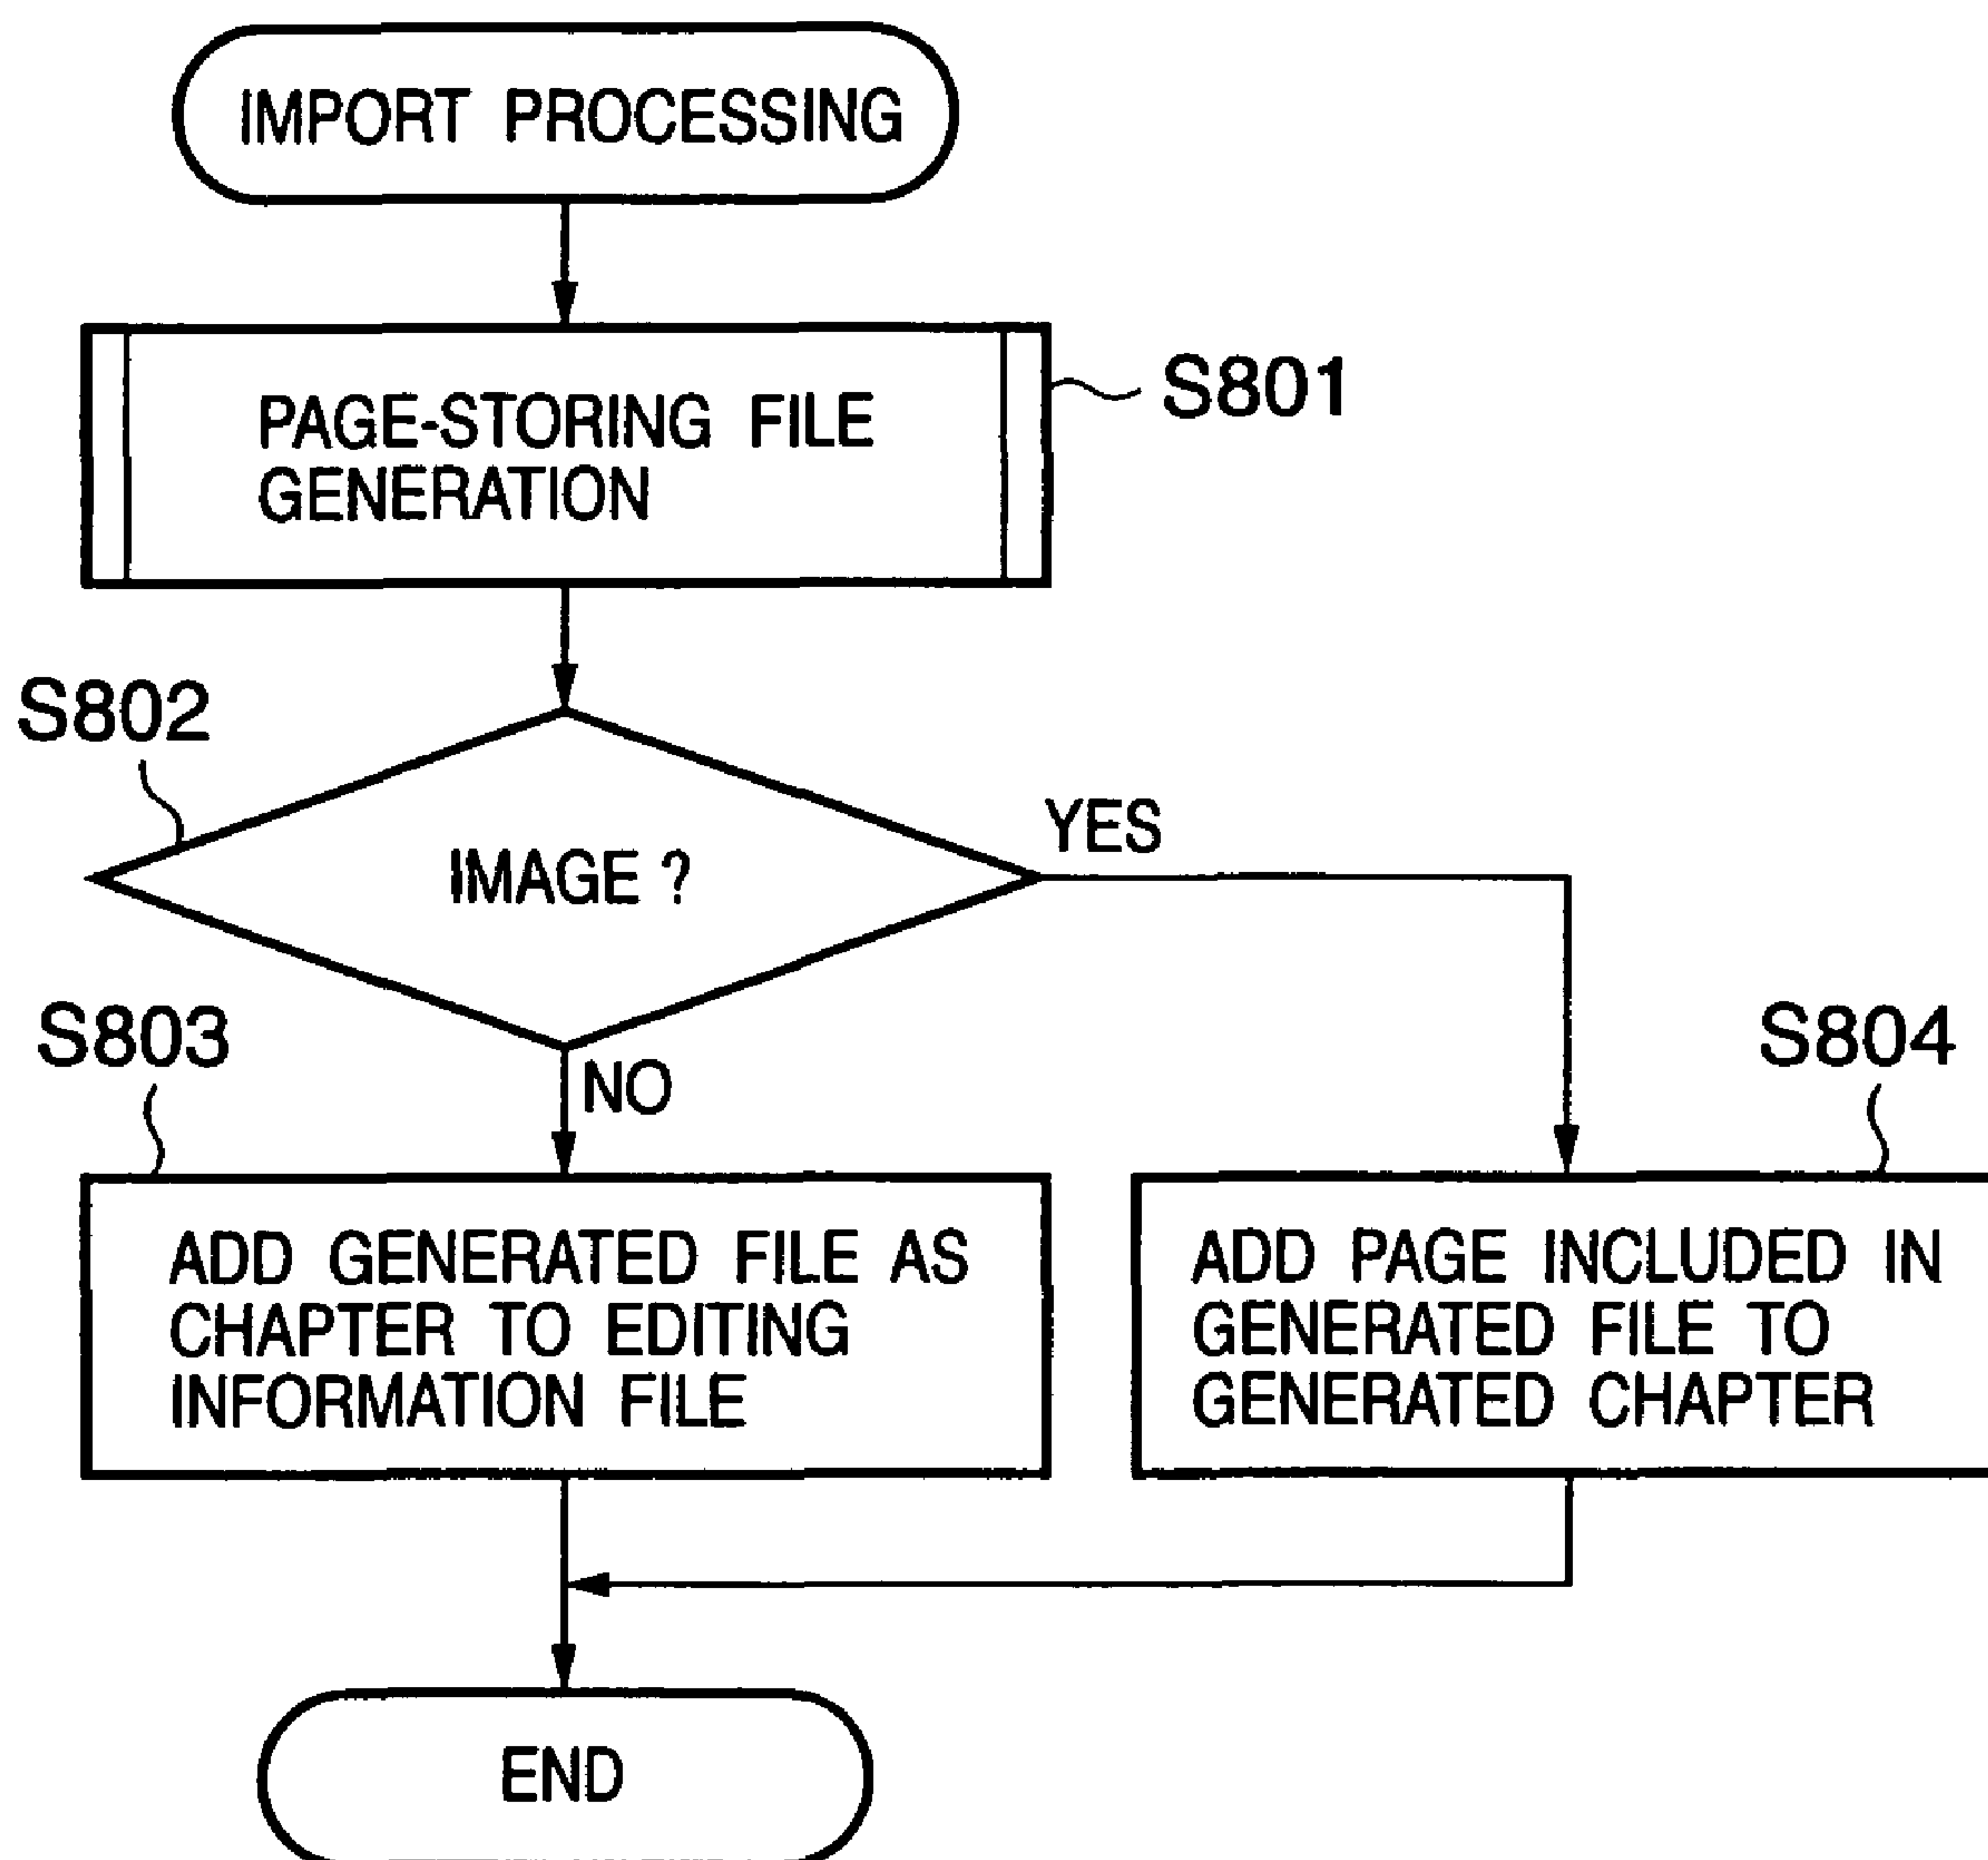 IMPORT PROCESSING
PAGE-STORING FILE
GENERATION
S801
S802
IMAGE ?
YES
NO
S803
ADD GENERATED FILE AS
CHAPTER TO EDITING
INFORMATION FILE
S804
ADD PAGE INCLUDED IN
GENERATED FILE TO
GENERATED CHAPTER
END